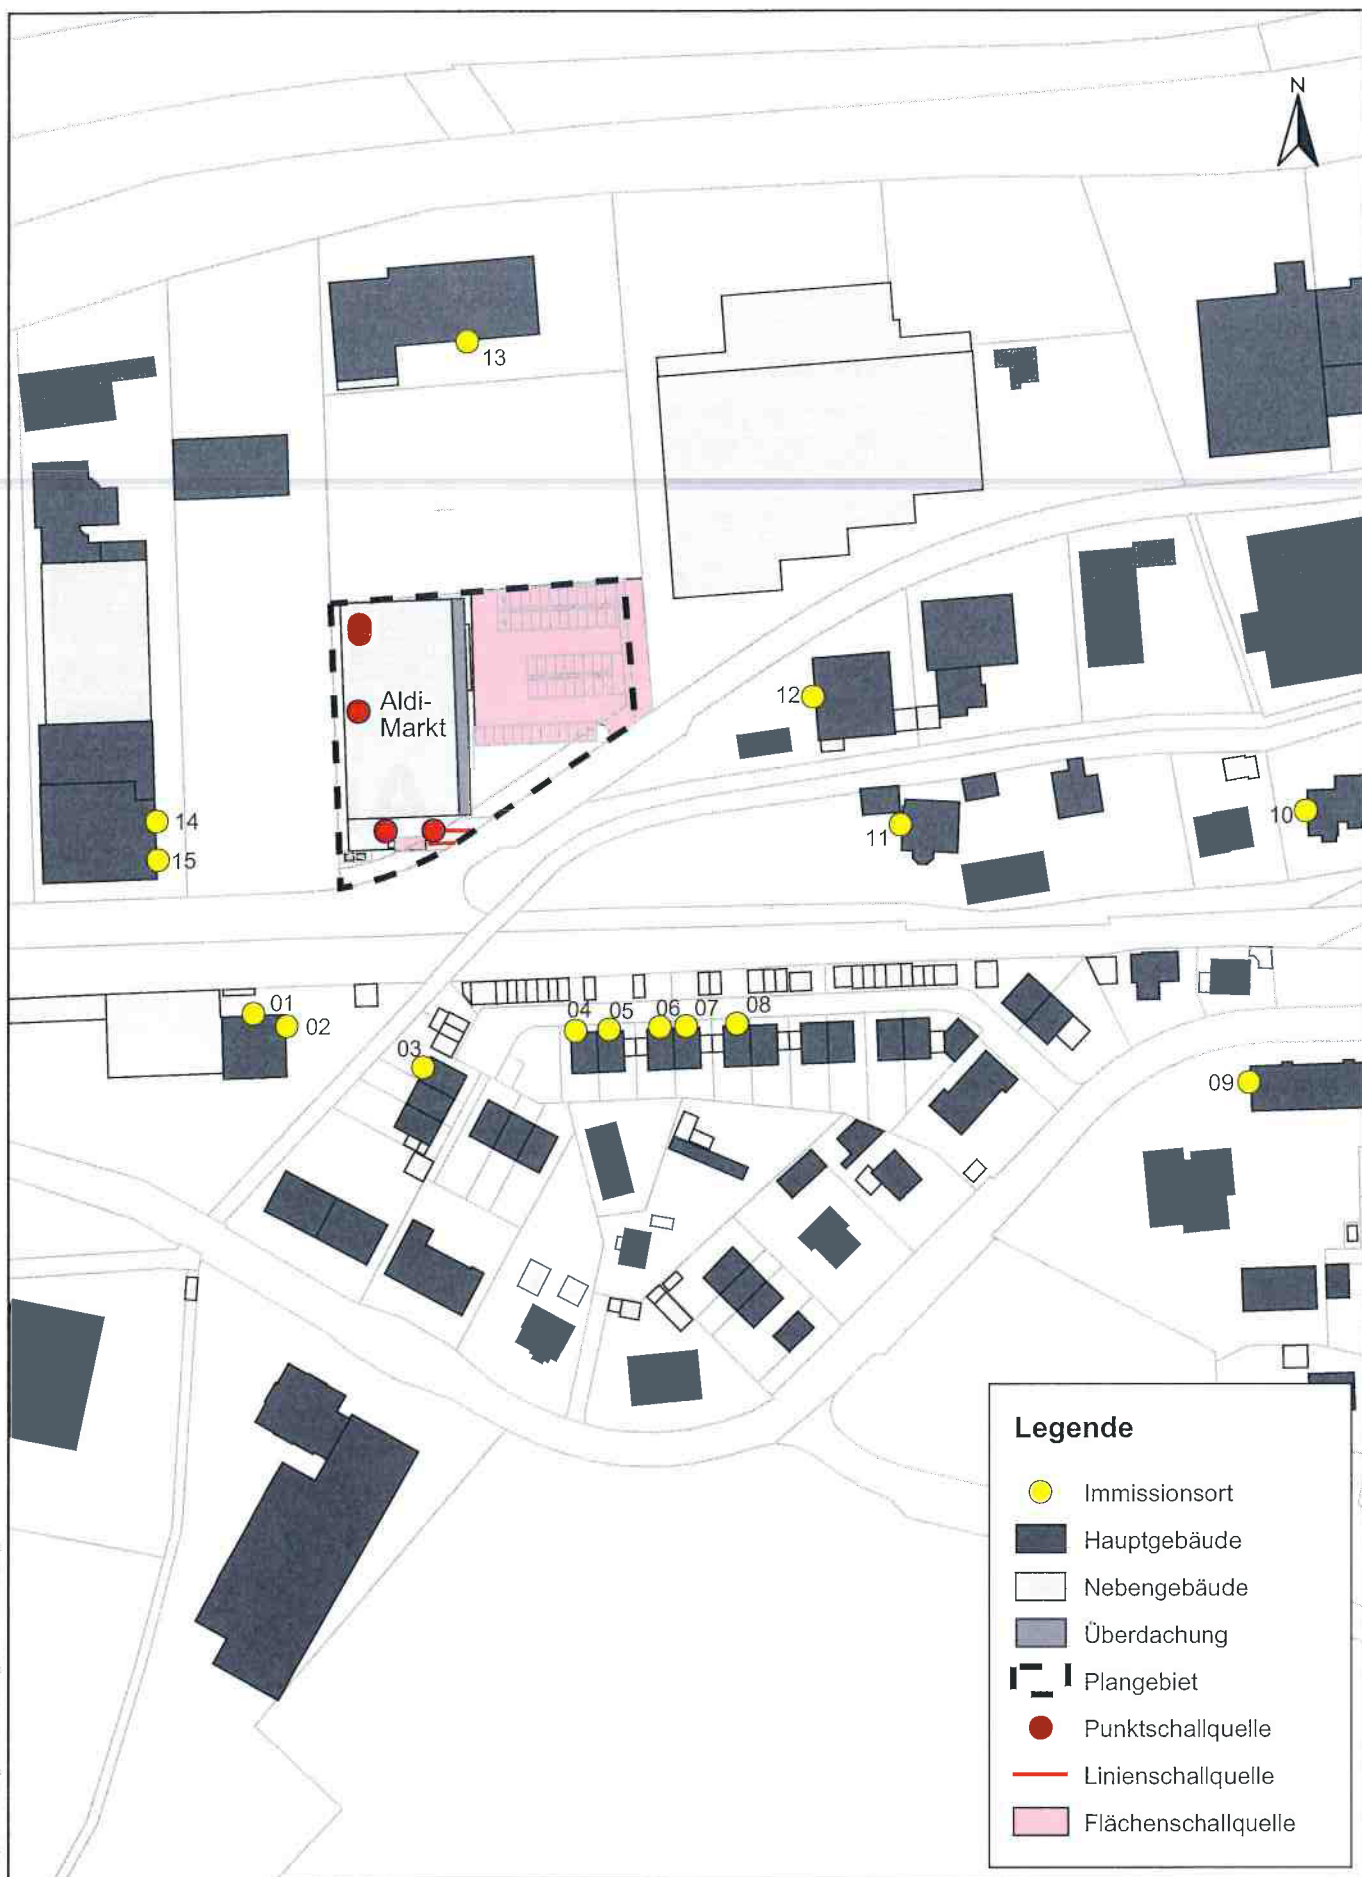 N
13
Aldi-
Markt
12
14
11
10
15
01
02
04
05
06
07
08
03
09
Legende
Immissionsort
Hauptgebäude
Nebengebäude
Überdachung
Plangebiet
Punktschallquelle
Linienschallquelle
Flächenschallquelle